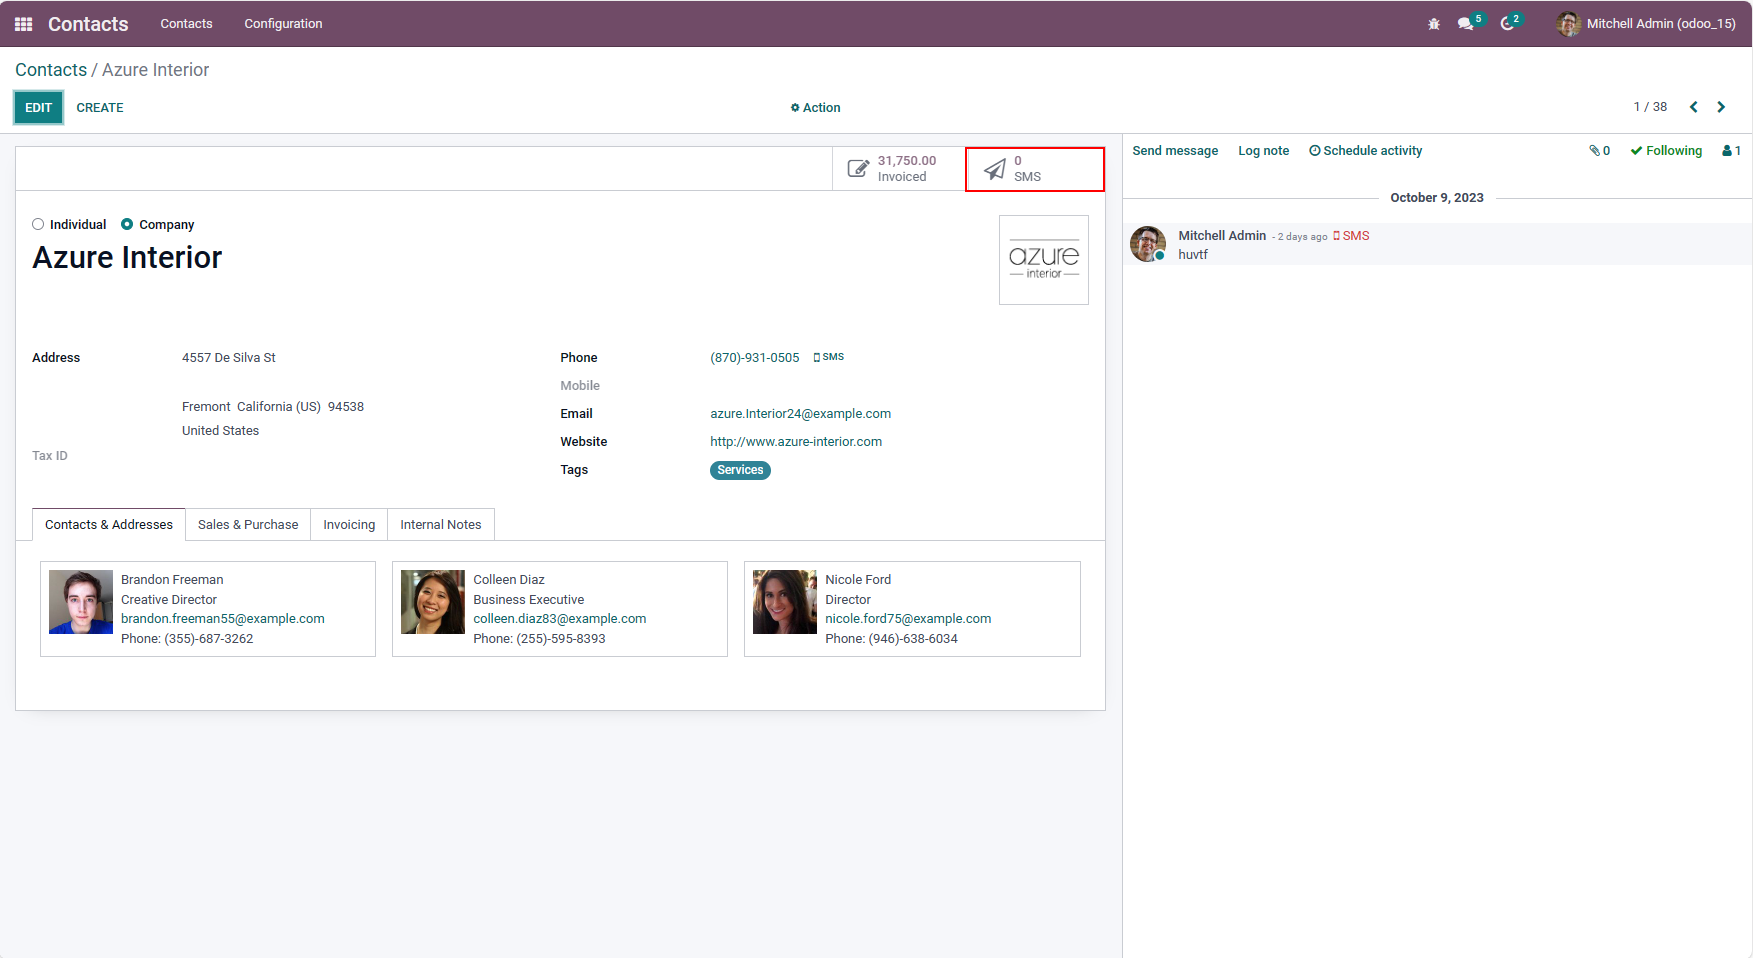 Contacts Contacts Configuration 5 2 Mitchell Admin (odoo_15)
Contacts / Azure Interior
EDIT CREATE Action 1 / 38
31,750.00
Invoiced
0
SMS
Send message Log note Schedule activity 0 Following 1
October 9, 2023
Mitchell Admin - 2 days ago SMS
huvtf
Individual Company
Azure Interior
azure
interior
Address 4557 De Silva St
Fremont California (US) 94538
United States
Tax ID
Phone (870)-931-0505 SMS
Mobile
Email azure.Interior24@example.com
Website http://www.azure-interior.com
Tags Services
Contacts & Addresses Sales & Purchase Invoicing Internal Notes
Brandon Freeman
Creative Director
brandon.freeman55@example.com
Phone: (355)-687-3262
Colleen Diaz
Business Executive
colleen.diaz83@example.com
Phone: (255)-595-8393
Nicole Ford
Director
nicole.ford75@example.com
Phone: (946)-638-6034